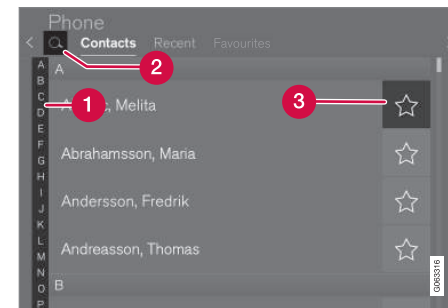 Phone
Contacts Recent Favourites
2
A
B
C
D
E
F
G
H
I
J
K
L
M
N
O
P
A
1
Melita
3
Abrahamsson, Maria
Andersson, Fredrik
Andreasson, Thomas
B
G063316